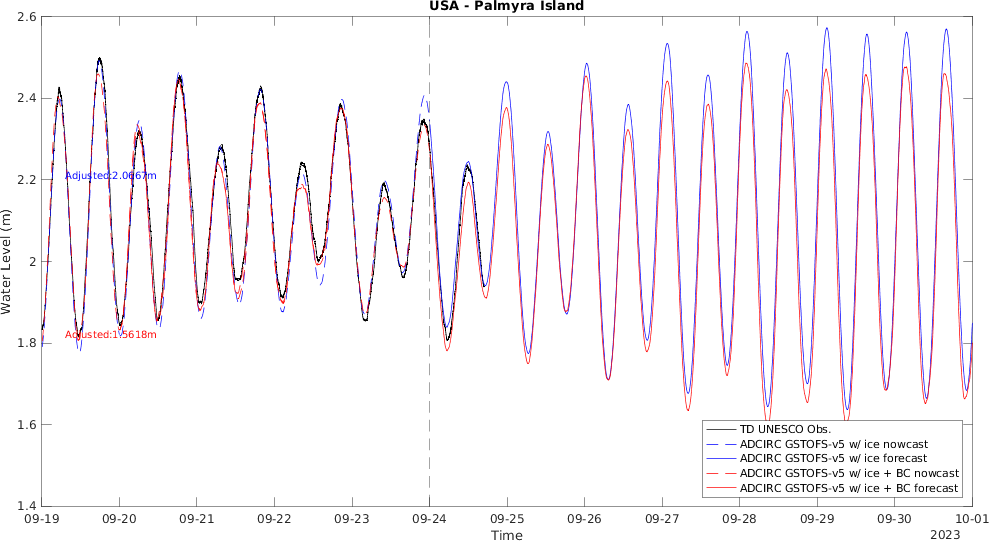 USA - Palmyra Island
2.6
2.4
2.2
2
1.8
1.6
1.4
Water Level (m)
Adjusted:2.0667m
Adjusted:1.5618m
TD UNESCO Obs.
ADCIRC GSTOFS-v5 w/ ice nowcast
ADCIRC GSTOFS-v5 w/ ice forecast
ADCIRC GSTOFS-v5 w/ ice + BC nowcast
ADCIRC GSTOFS-v5 w/ ice + BC forecast
09-19 09-20 09-21 09-22 09-23 09-24 09-25 09-26 09-27 09-28 09-29 09-30 10-01
Time
2023